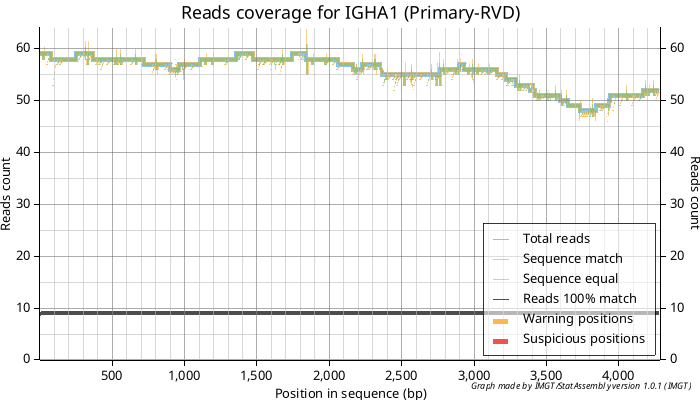 Reads coverage for IGHA1 (Primary-RVD)
60 60
50 50
40 40
30 30
20 20
10 10
0 0
Reads count
Reads count
Total reads
Sequence match
Sequence equal
Reads 100% match
Warning positions
Suspicious positions
500 1,000 1,500 2,000 2,500 3,000 3,500 4,000
Position in sequence (bp)
Graph made by IMGT/StatAssembly version 1.0.1 (IMGT)